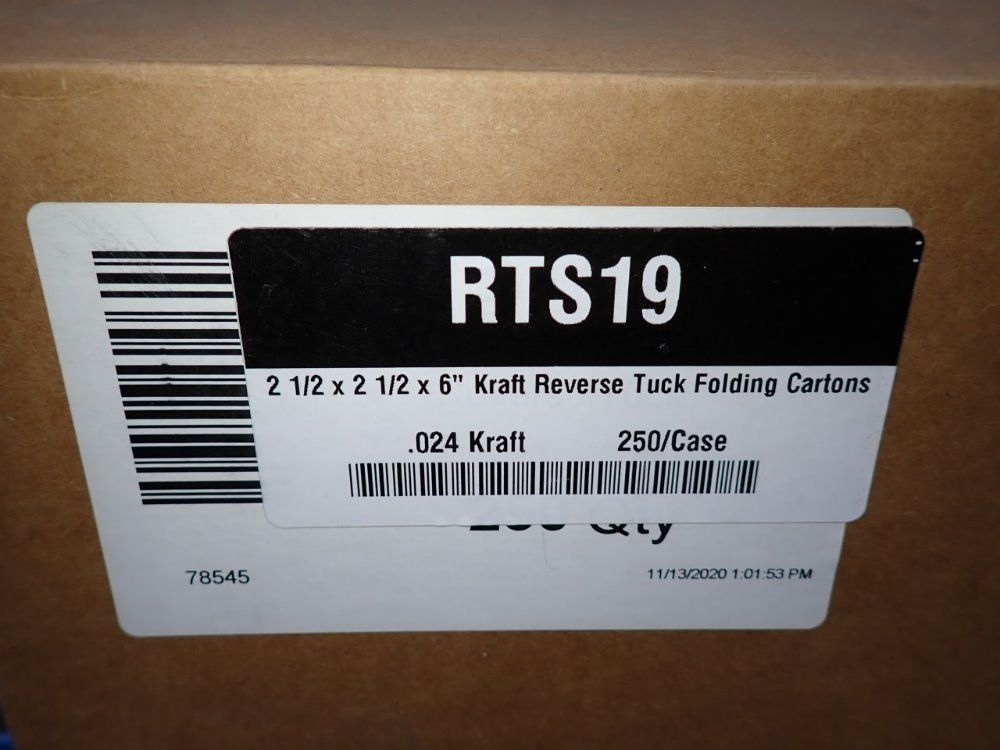 RTS19
2 1/2 x 2 1/2 x 6" Kraft Reverse Tuck Folding Cartons
.024 Kraft 250/Case
Qty
78545 11/13/2020 1:01:53 PM